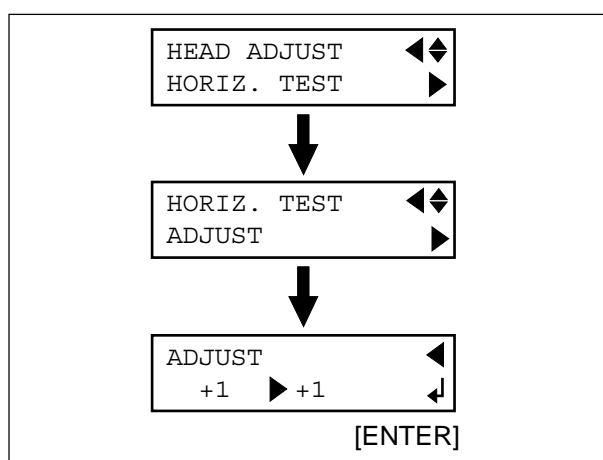 HEAD ADJUST
HORIZ. TEST
HORIZ. TEST
ADJUST
ADJUST
+1 +1
[ENTER]